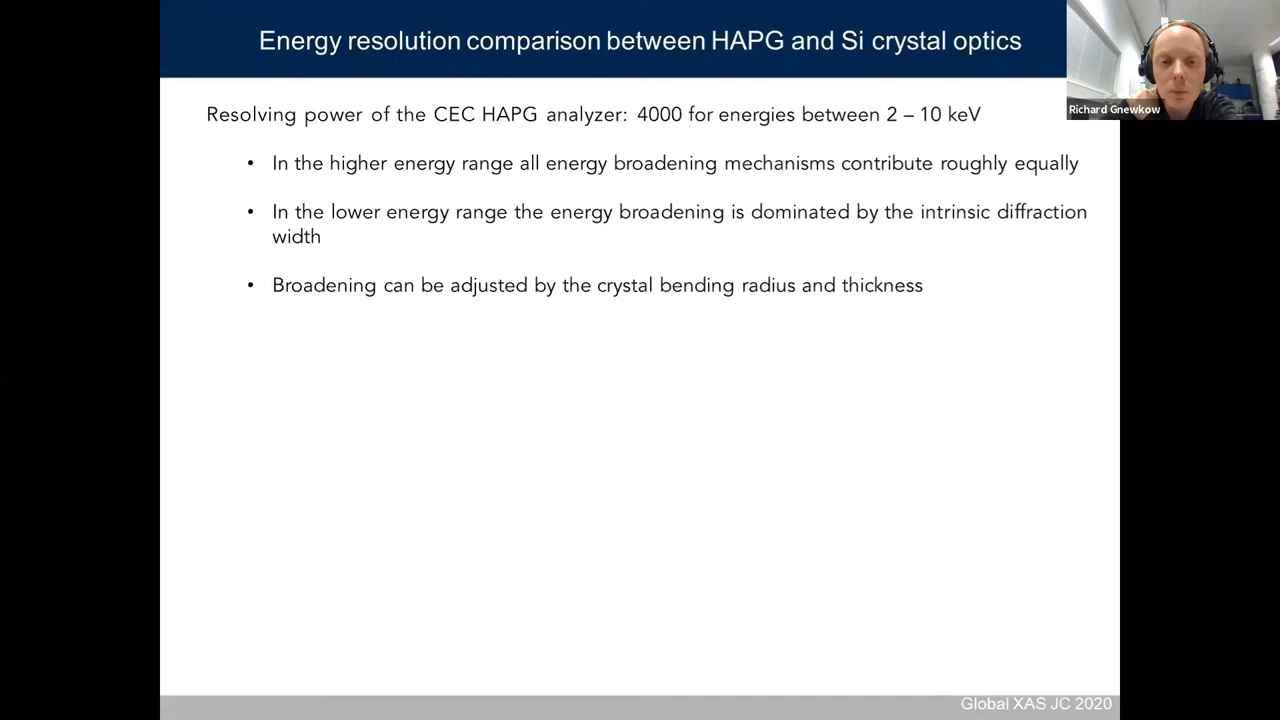 Energy resolution comparison between HAPG and Si crystal optics
Richard Gnewkow
Resolving power of the CEC HAPG analyzer: 4000 for energies between 2 – 10 keV
• In the higher energy range all energy broadening mechanisms contribute roughly equally
• In the lower energy range the energy broadening is dominated by the intrinsic diffraction
width
• Broadening can be adjusted by the crystal bending radius and thickness
Global XAS JC 2020